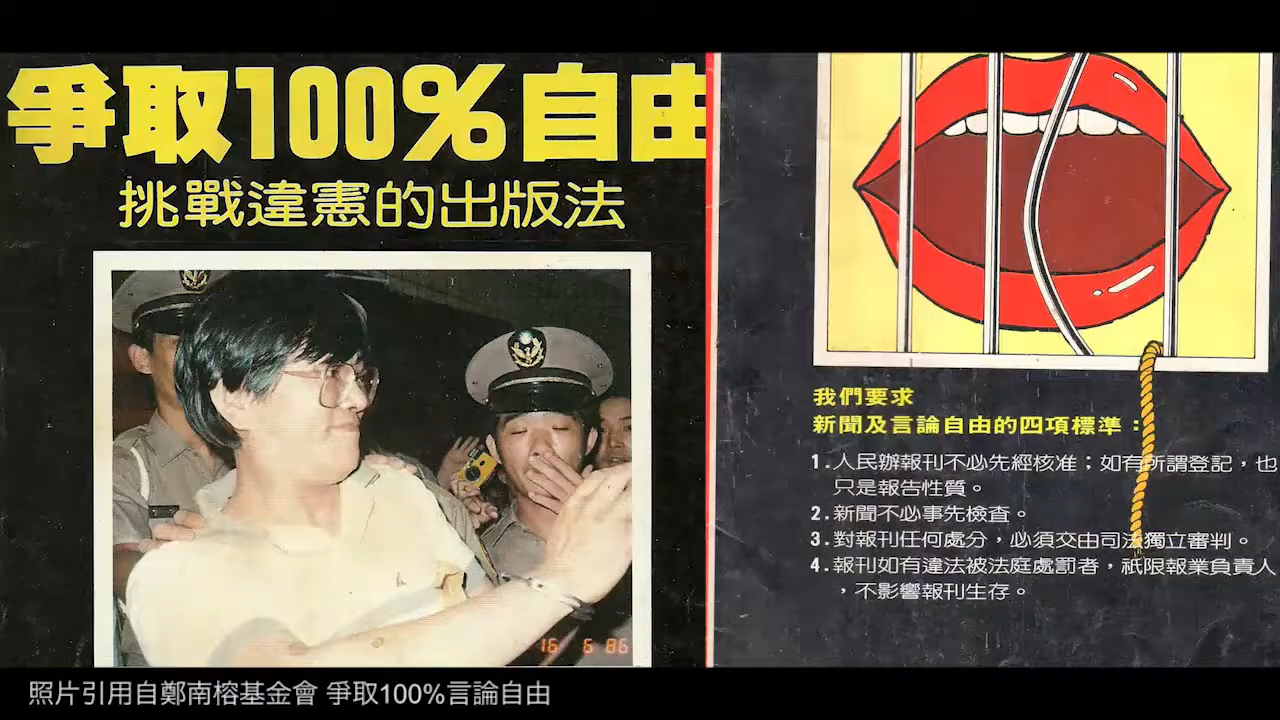 爭取100%自由
挑戰違憲的出版法
16 6 86
我們要求
新聞及言論自由的四項標準：
1.人民辦報刊不必先經核准；如有所謂登記，也
只是報告性質。
2.新聞不必事先檢查。
3.對報刊任何處分，必須交由司法獨立審判。
4.報刊如有違法被法庭處罰者，祇限報業負責人
，不影響報刊生存。
照片引用自鄭南榕基金會 爭取100%言論自由